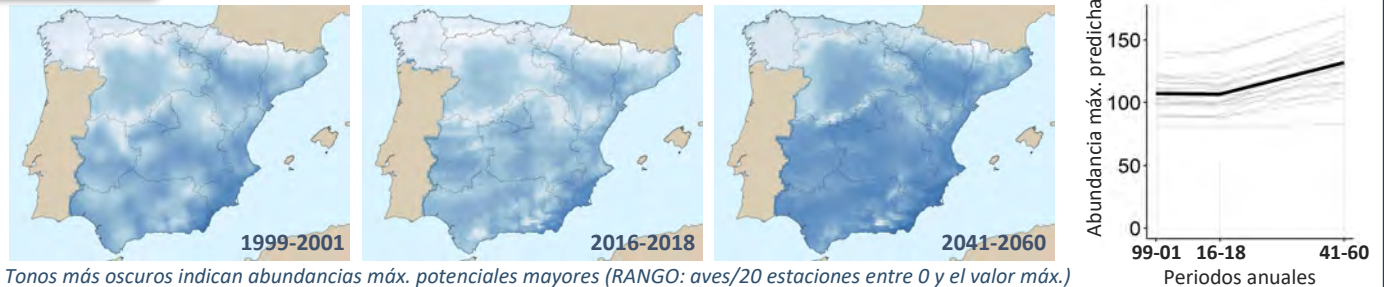 1999-2001
2016-2018
2041-2060
Tonos más oscuros indican abundancias máx. potenciales mayores (RANGO: aves/20 estaciones entre 0 y el valor máx.)
Abundancia máx. predicha
150
100
50
0
99-01 16-18 41-60
Periodos anuales